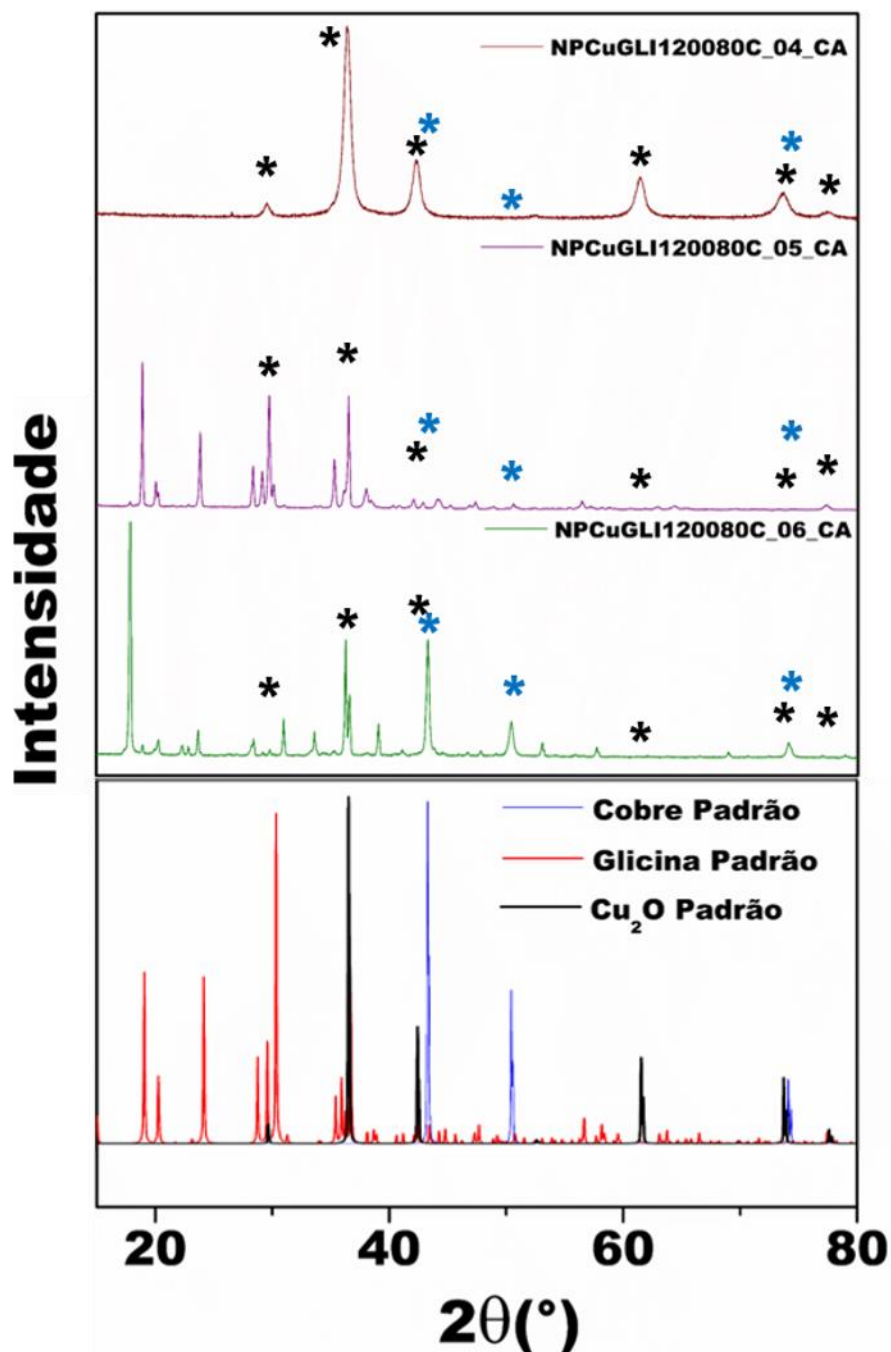 NPCuGLI120080C_04_CA
NPCuGLI120080C_05_CA
NPCuGLI120080C_06_CA
Intensidade
Cobre Padrão
Glicina Padrão
Cu₂O Padrão
20 40 60 80
2θ(°)